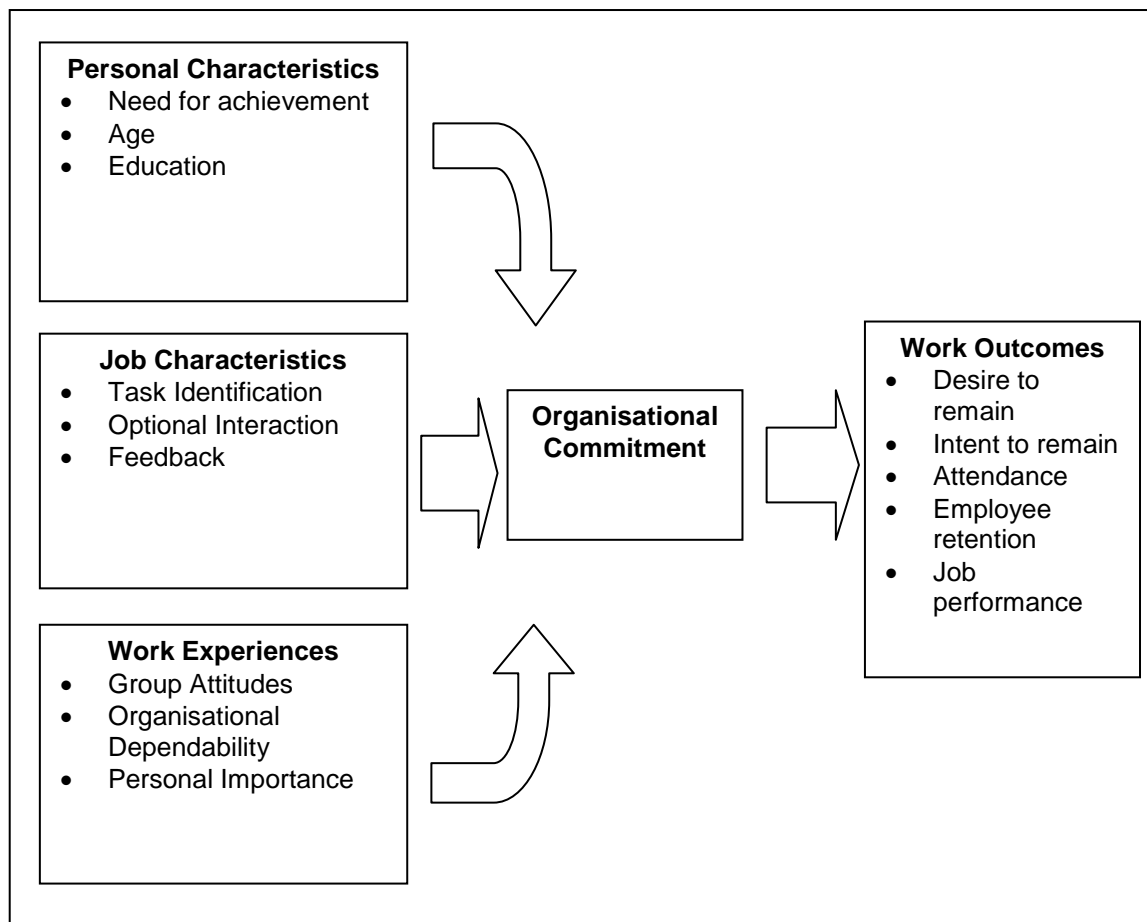 Personal Characteristics
• Need for achievement
• Age
• Education
Job Characteristics
• Task Identification
• Optional Interaction
• Feedback
Work Experiences
• Group Attitudes
• Organisational
Dependability
• Personal Importance
Organisational
Commitment
Work Outcomes
• Desire to
remain
• Intent to remain
• Attendance
• Employee
retention
• Job
performance